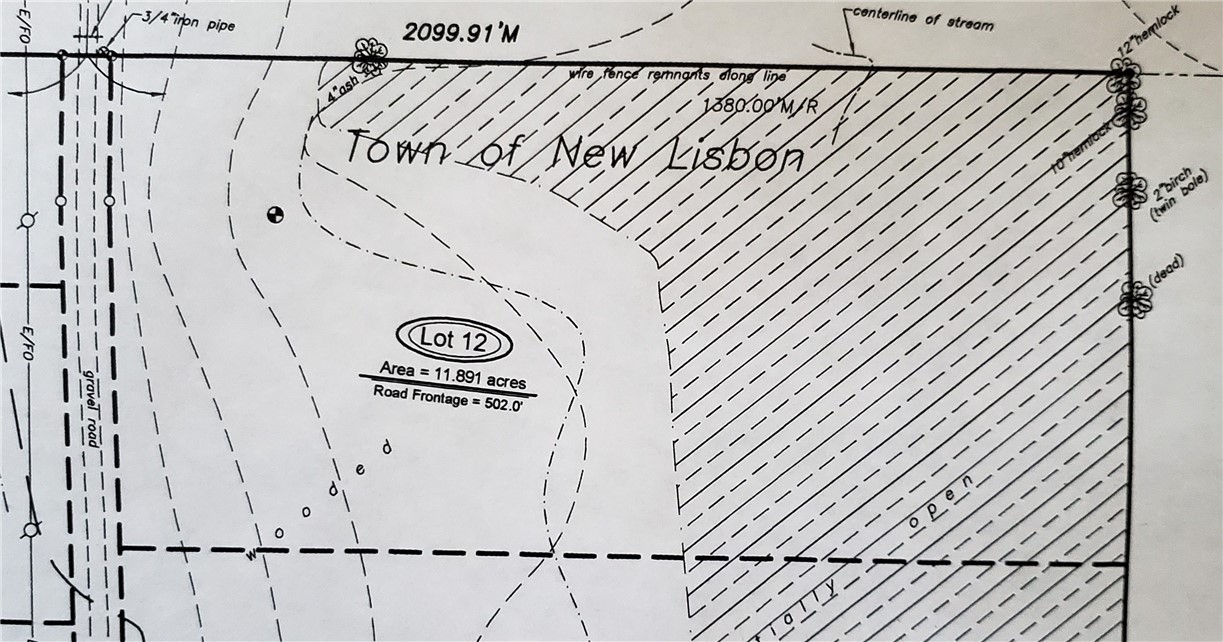 E/FO
3/4"iron pipe
2099.91'M
centerline of stream
12"hemlock
wire fence remnants along line
4"ash
1380.00'M/R
Town of New Lisbon
10"hemlock
2"birch
(twin bole)
(dead)
E/FO
Lot 12
Area = 11.891 acres
Road Frontage = 502.0'
gravel road
wooded
open
tially